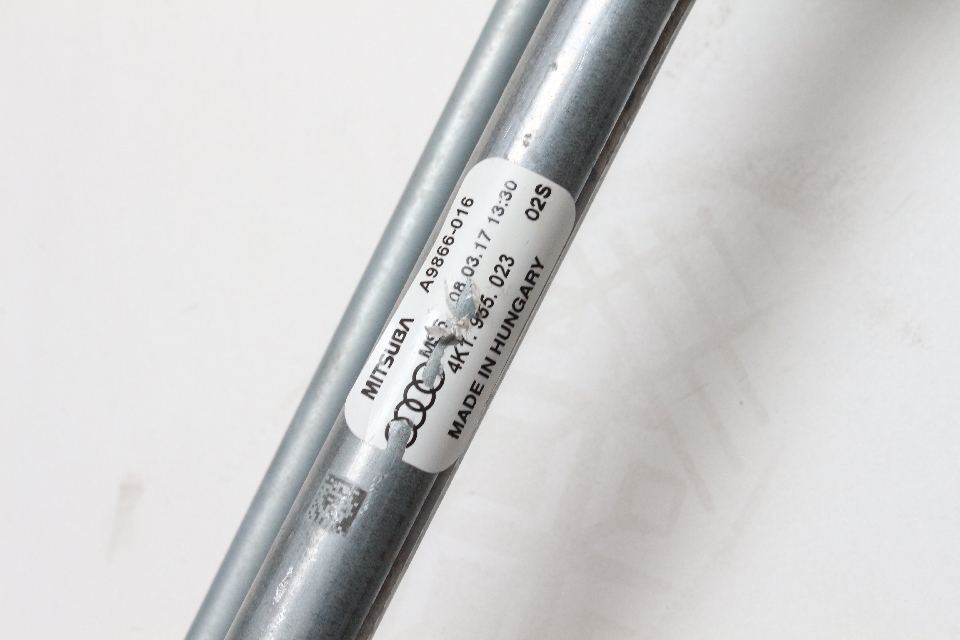 MITSUBA A9866-016
08.03.17 13:30
4K1. 955. 023 02S
MADE IN HUNGARY